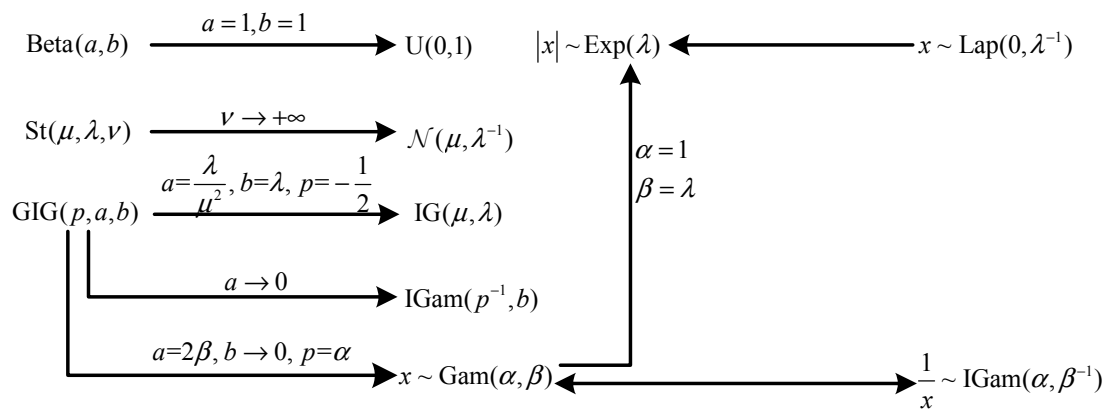 Beta(a,b) a = 1, b = 1 U(0,1) |x| ~ Exp(λ) x ~ Lap(0, λ⁻¹)
St(μ, λ, ν) ν → +∞ 𝒩(μ, λ⁻¹)
α = 1
β = λ
GIG(p,a,b) a=λ/μ², b=λ, p=−1/2 IG(μ, λ)
a → 0 IGam(p⁻¹, b)
a=2β, b → 0, p=α x ~ Gam(α, β) 1/x ~ IGam(α, β⁻¹)